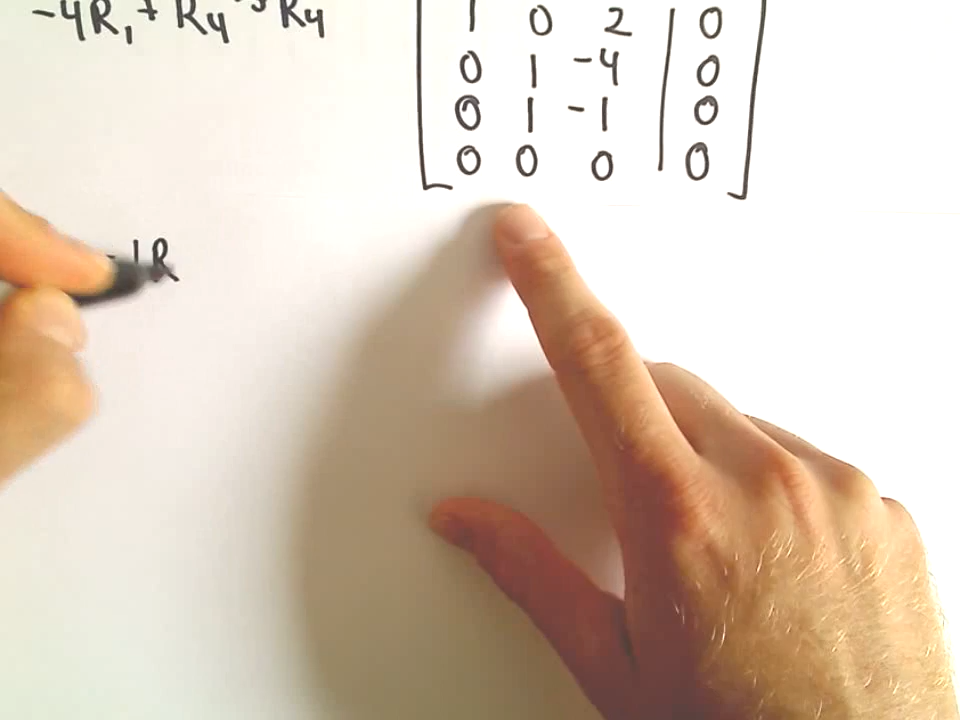 -4R₁ + R₄ → R₄
1 0 2 | 0
0 1 -4 | 0
0 1 -1 | 0
0 0 0 | 0
-1R